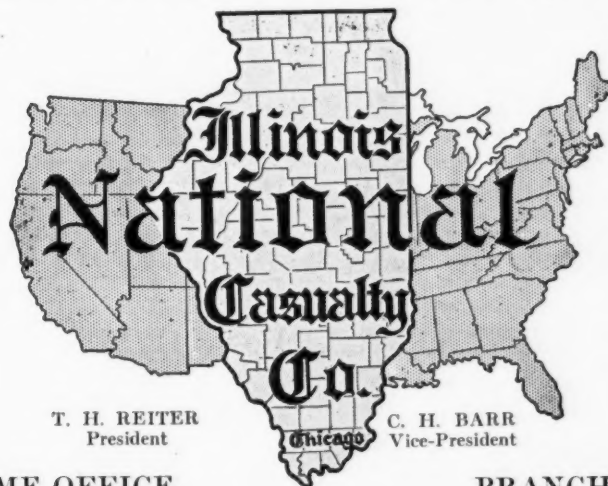 Illinois
National
Casualty
Co.
T. H. REITER
President
C. H. BARR
Vice-President
Chicago
ME OFFICE
BRANCH